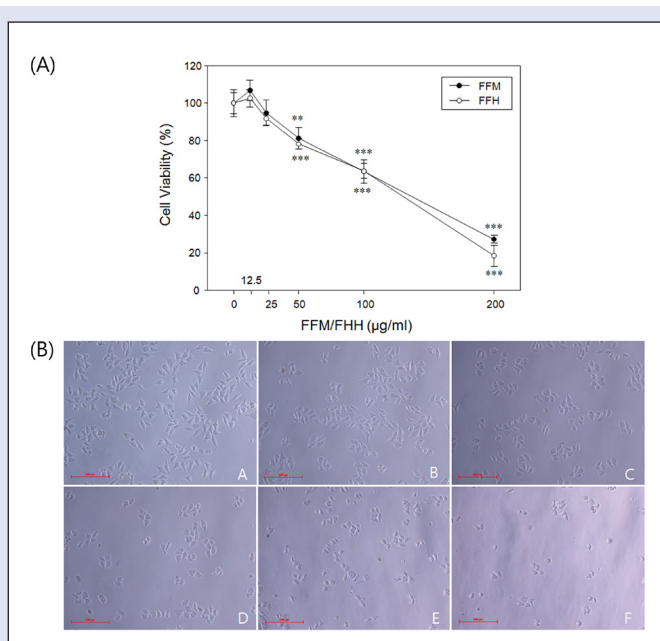 (A)
120
100
80
60
40
20
0
Cell Viability (%)
FFM
FFH
**
***
***
***
***
***
12.5
0 25 50 100 200
FFM/FHH (µg/ml)
(B)
A
B
C
D
E
F